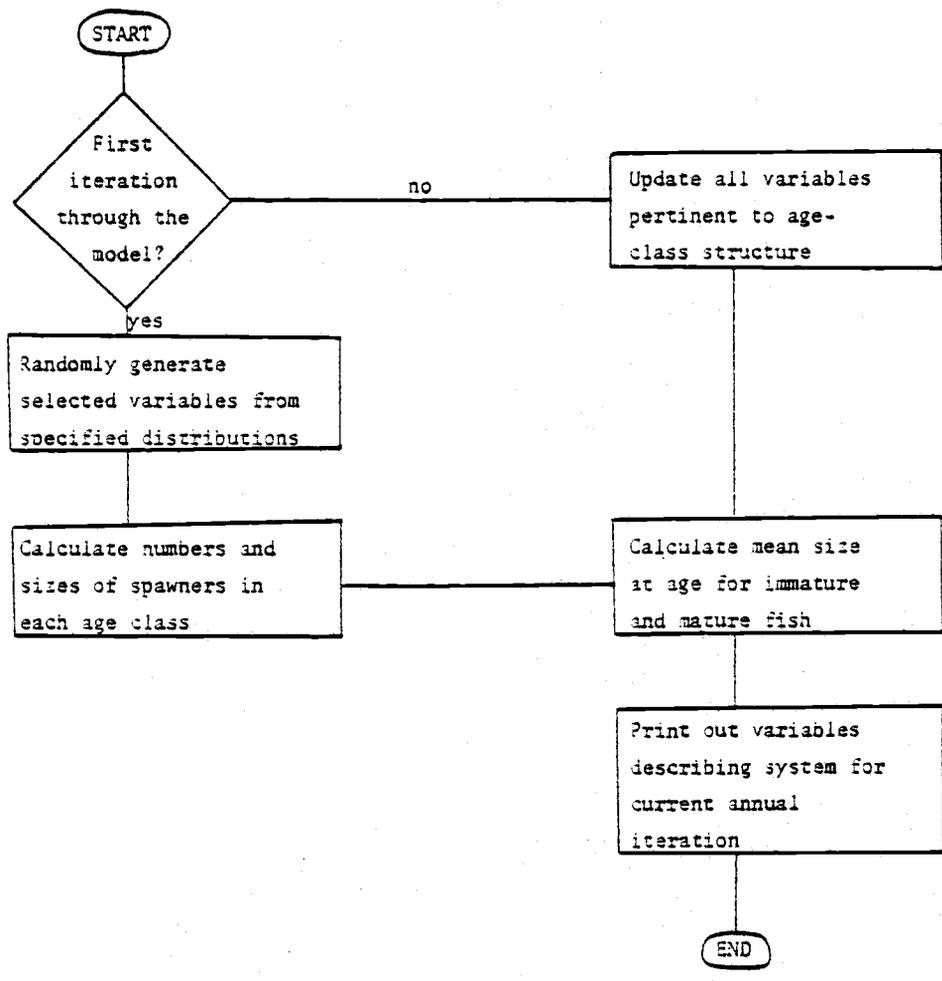 START
First
iteration
through the
model?
no
yes
Update all variables
pertinent to age-
class structure
Randomly generate
selected variables from
specified distributions
Calculate numbers and
sizes of spawners in
each age class
Calculate mean size
at age for immature
and mature fish
Print out variables
describing system for
current annual
iteration
END